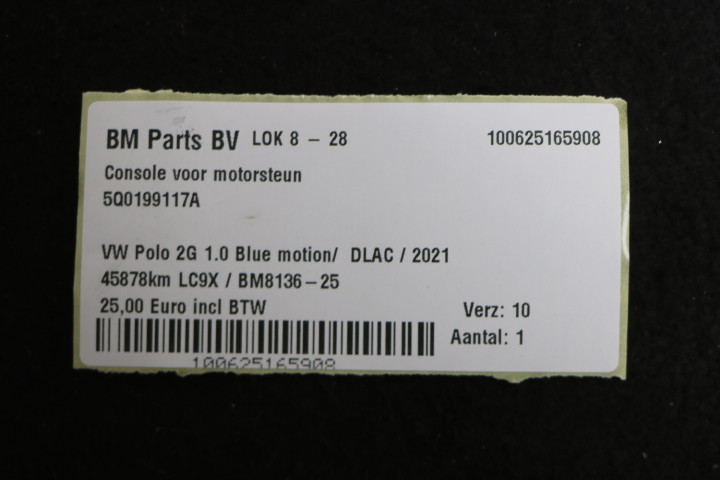 BM Parts BV LOK 8 – 28 100625165908
Console voor motorsteun
5Q0199117A
VW Polo 2G 1.0 Blue motion/ DLAC / 2021
45878km LC9X / BM8136–25
25,00 Euro incl BTW Verz: 10
Aantal: 1
100625165908